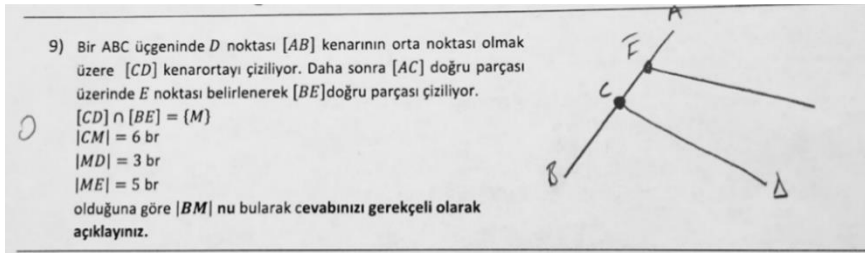 9) Bir ABC üçgeninde D noktası [AB] kenarının orta noktası olmak
üzere [CD] kenarortayı çiziliyor. Daha sonra [AC] doğru parçası
üzerinde E noktası belirlenerek [BE]doğru parçası çiziliyor.
[CD] ∩ [BE] = {M}
|CM| = 6 br
|MD| = 3 br
|ME| = 5 br
olduğuna göre |BM| nu bularak cevabınızı gerekçeli olarak
açıklayınız.
0
A
E
C
B
D